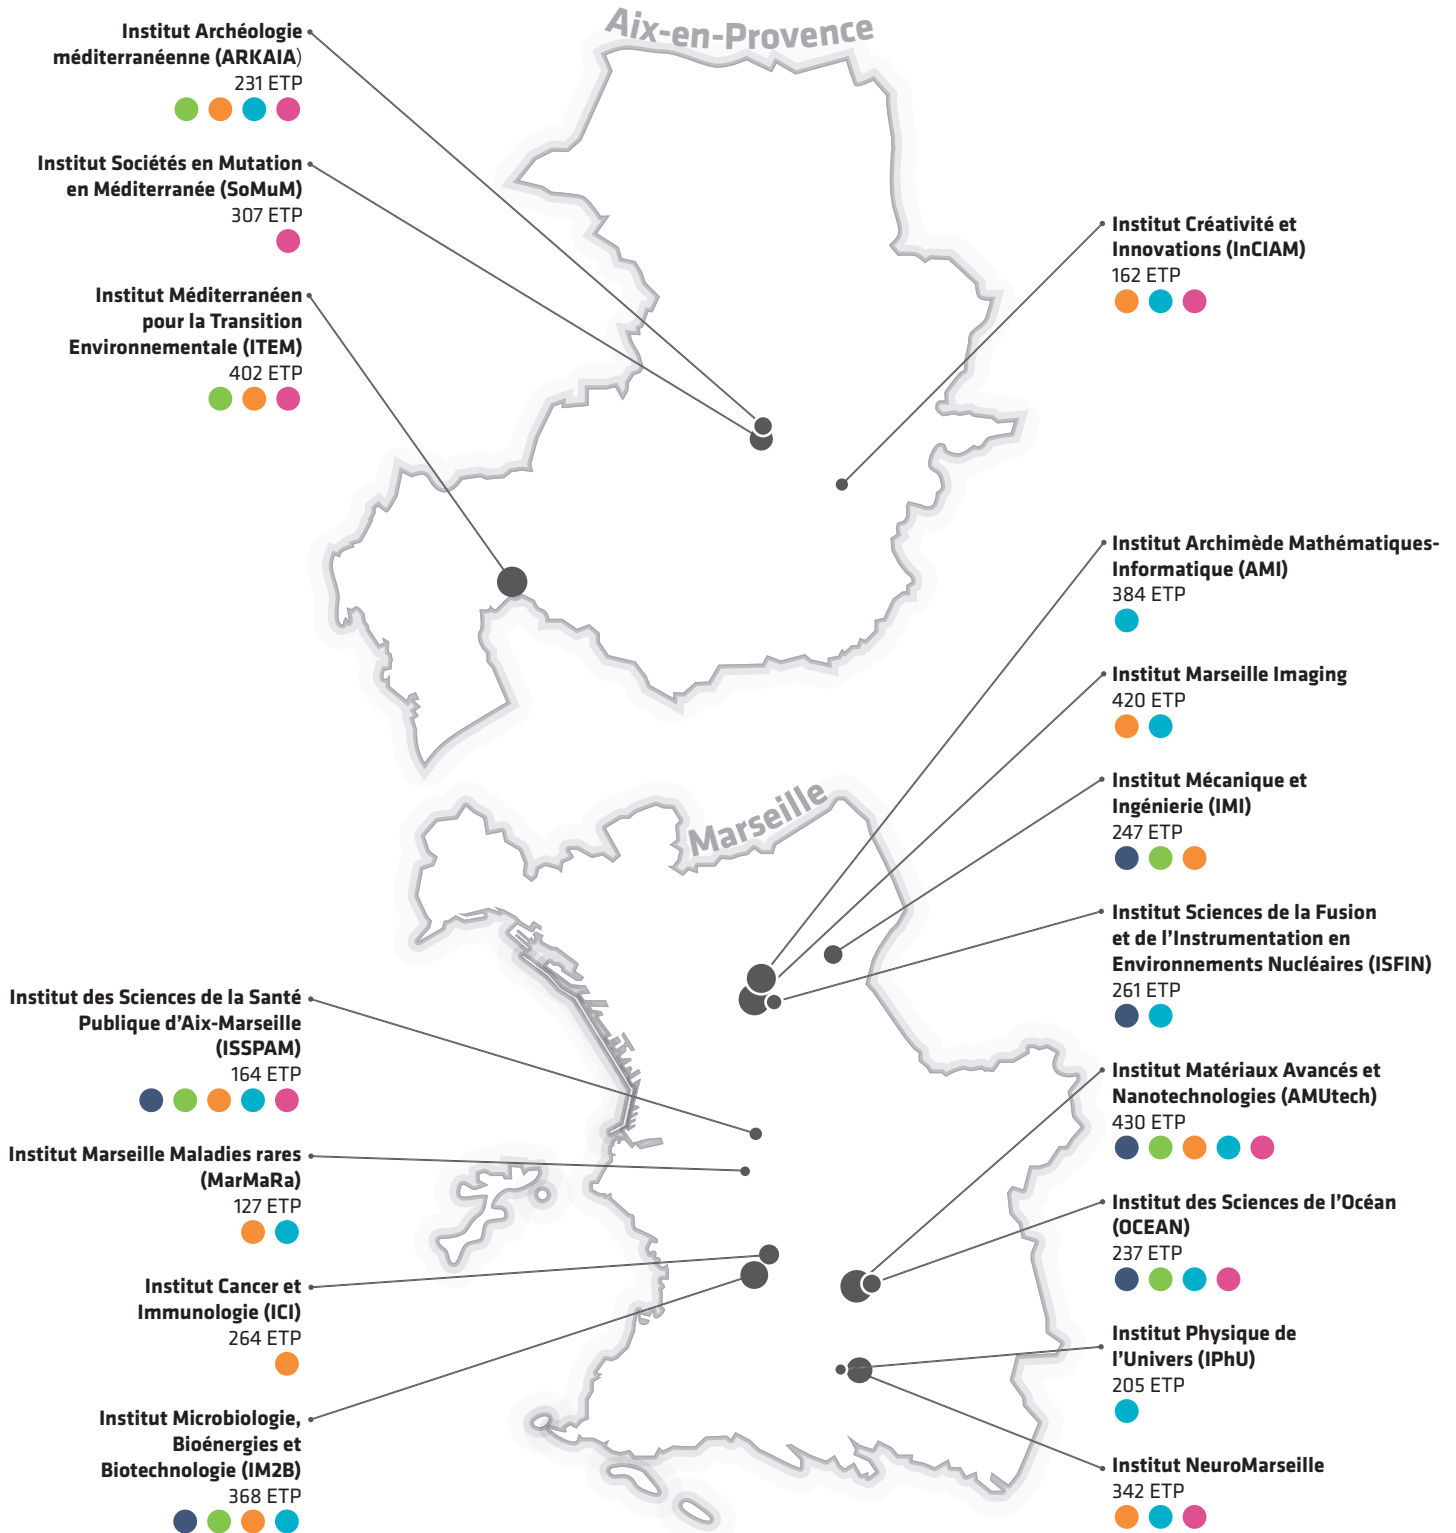 Aix-en-Provence
Institut Archéologie
méditerranéenne (ARKAIA)
231 ETP
Institut Sociétés en Mutation
en Méditerranée (SoMuM)
307 ETP
Institut Méditerranéen
pour la Transition
Environnementale (ITEM)
402 ETP
Institut Créativité et
Innovations (InCIAM)
162 ETP
Institut Archimède Mathématiques-
Informatique (AMI)
384 ETP
Institut Marseille Imaging
420 ETP
Institut Mécanique et
Ingénierie (IMI)
247 ETP
Marseille
Institut Sciences de la Fusion
et de l'Instrumentation en
Environnements Nucléaires (ISFIN)
261 ETP
Institut des Sciences de la Santé
Publique d'Aix-Marseille
(ISSPAM)
164 ETP
Institut Marseille Maladies rares
(MarMaRa)
127 ETP
Institut Cancer et
Immunologie (ICI)
264 ETP
Institut Microbiologie,
Bioénergies et
Biotechnologie (IM2B)
368 ETP
Institut Matériaux Avancés et
Nanotechnologies (AMUtech)
430 ETP
Institut des Sciences de l'Océan
(OCEAN)
237 ETP
Institut Physique de
l'Univers (IPhU)
205 ETP
Institut NeuroMarseille
342 ETP